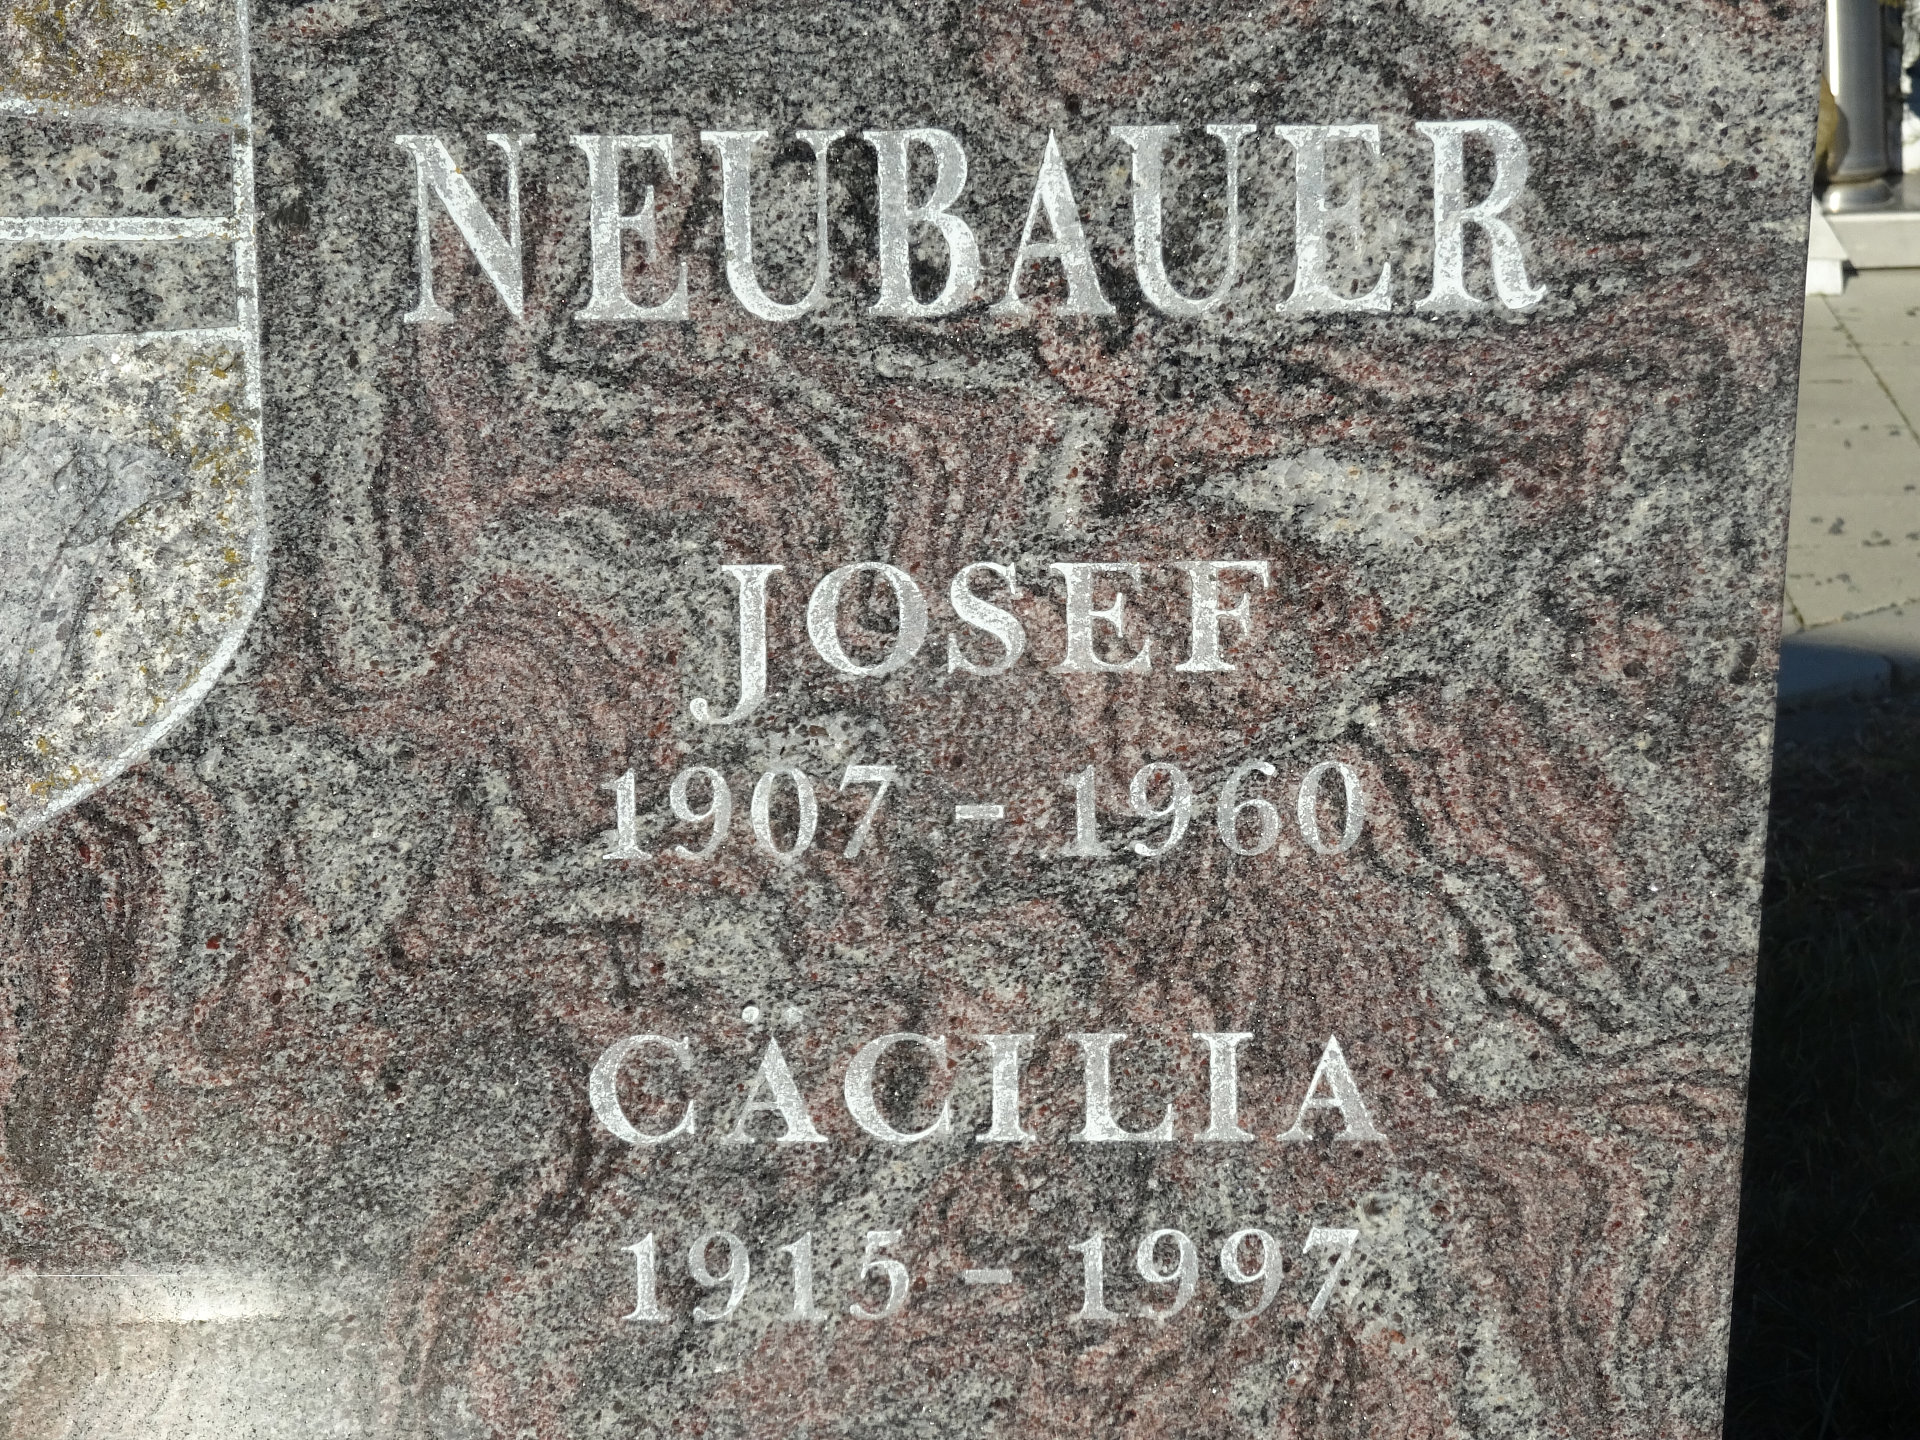 NEUBAUER
JOSEF
1907 - 1960
CÄCILIA
1915 - 1997